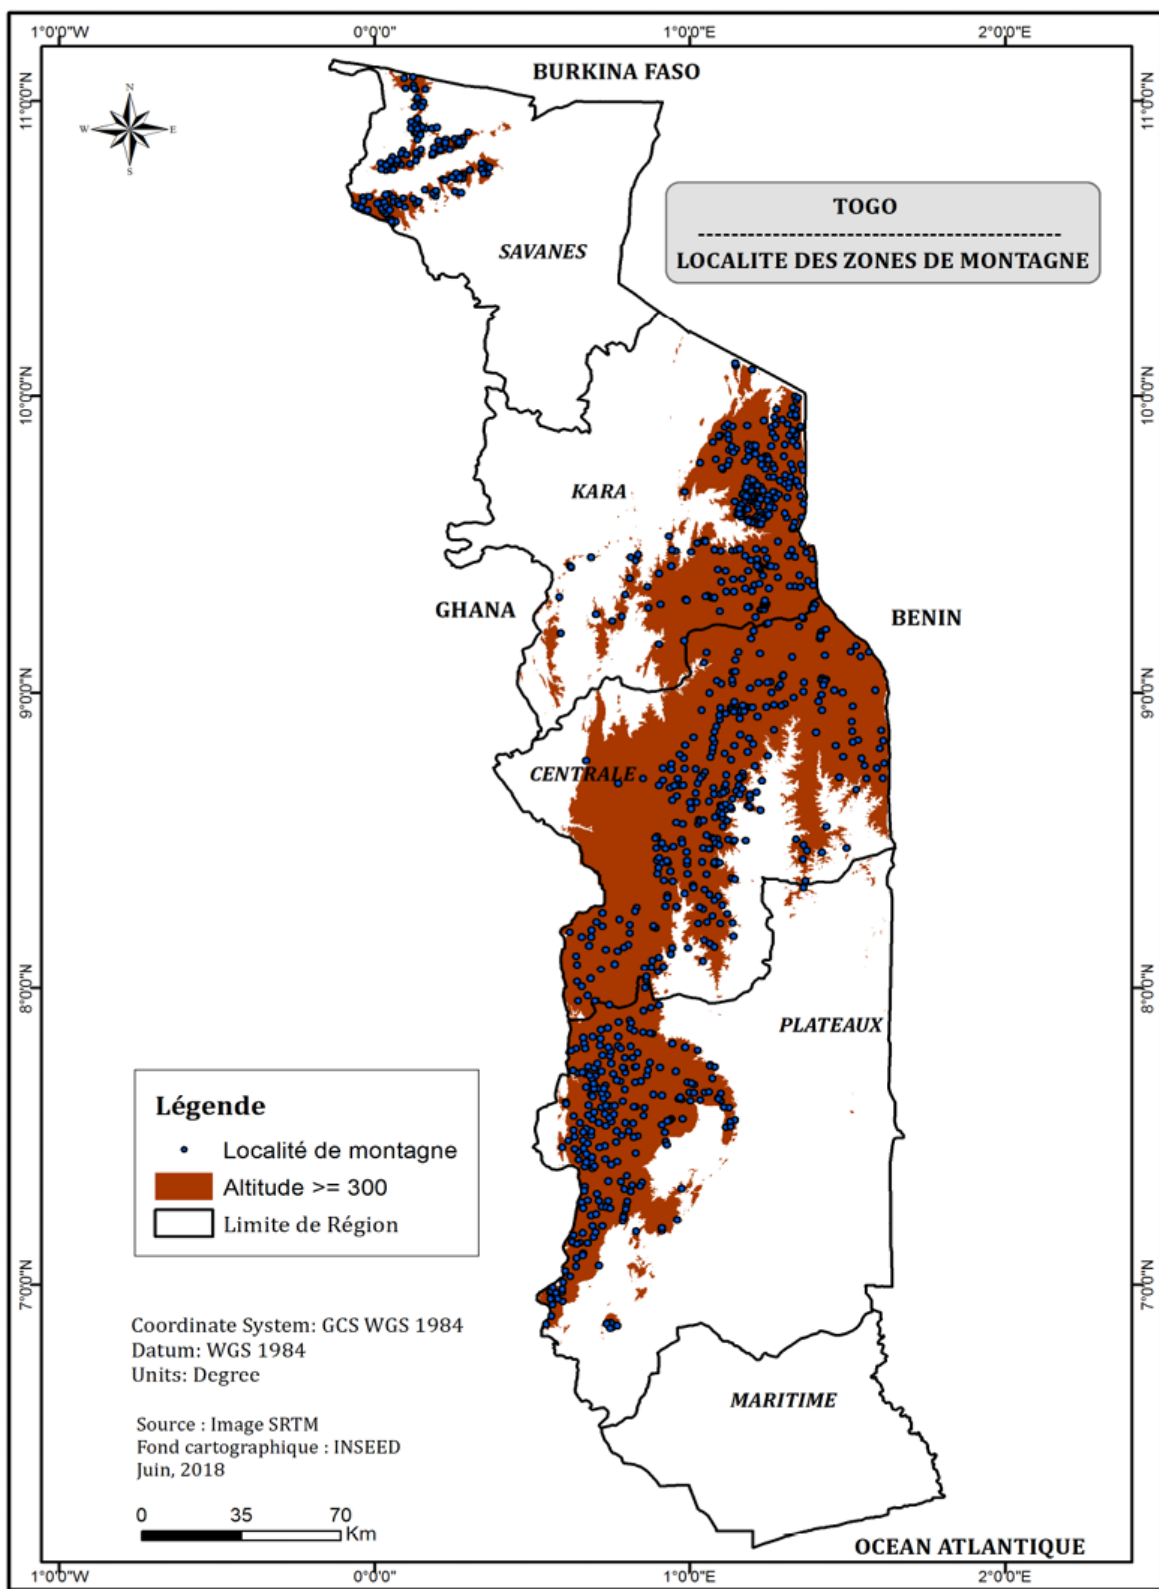 1°0'0"W 0°0'0" 1°0'0"E 2°0'0"E
BURKINA FASO
11°0'0"N 11°0'0"N
N
W E
S
TOGO
LOCALITE DES ZONES DE MONTAGNE
SAVANES
10°0'0"N 10°0'0"N
KARA
GHANA
BENIN
9°0'0"N 9°0'0"N
CENTRALE
8°0'0"N 8°0'0"N
PLATEAUX
Légende
Localité de montagne
Altitude >= 300
Limite de Région
7°0'0"N 7°0'0"N
Coordinate System: GCS WGS 1984
Datum: WGS 1984
Units: Degree
MARITIME
Source : Image SRTM
Fond cartographique : INSEED
Juin, 2018
0 35 70
Km
OCEAN ATLANTIQUE
1°0'0"W 0°0'0" 1°0'0"E 2°0'0"E